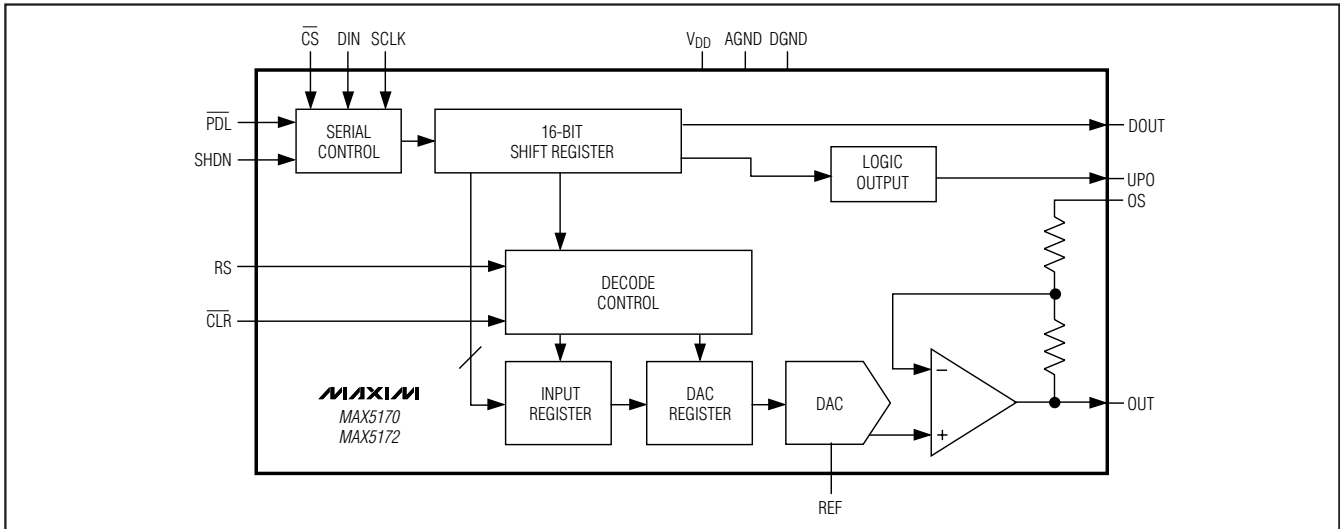 CS DIN SCLK
VDD AGND DGND
PDL
SHDN
SERIAL
CONTROL
16-BIT
SHIFT REGISTER
DOUT
LOGIC
OUTPUT
UPO
OS
RS
CLR
DECODE
CONTROL
INPUT
REGISTER
DAC
REGISTER
DAC
−
+
OUT
MAXIM
MAX5170
MAX5172
REF